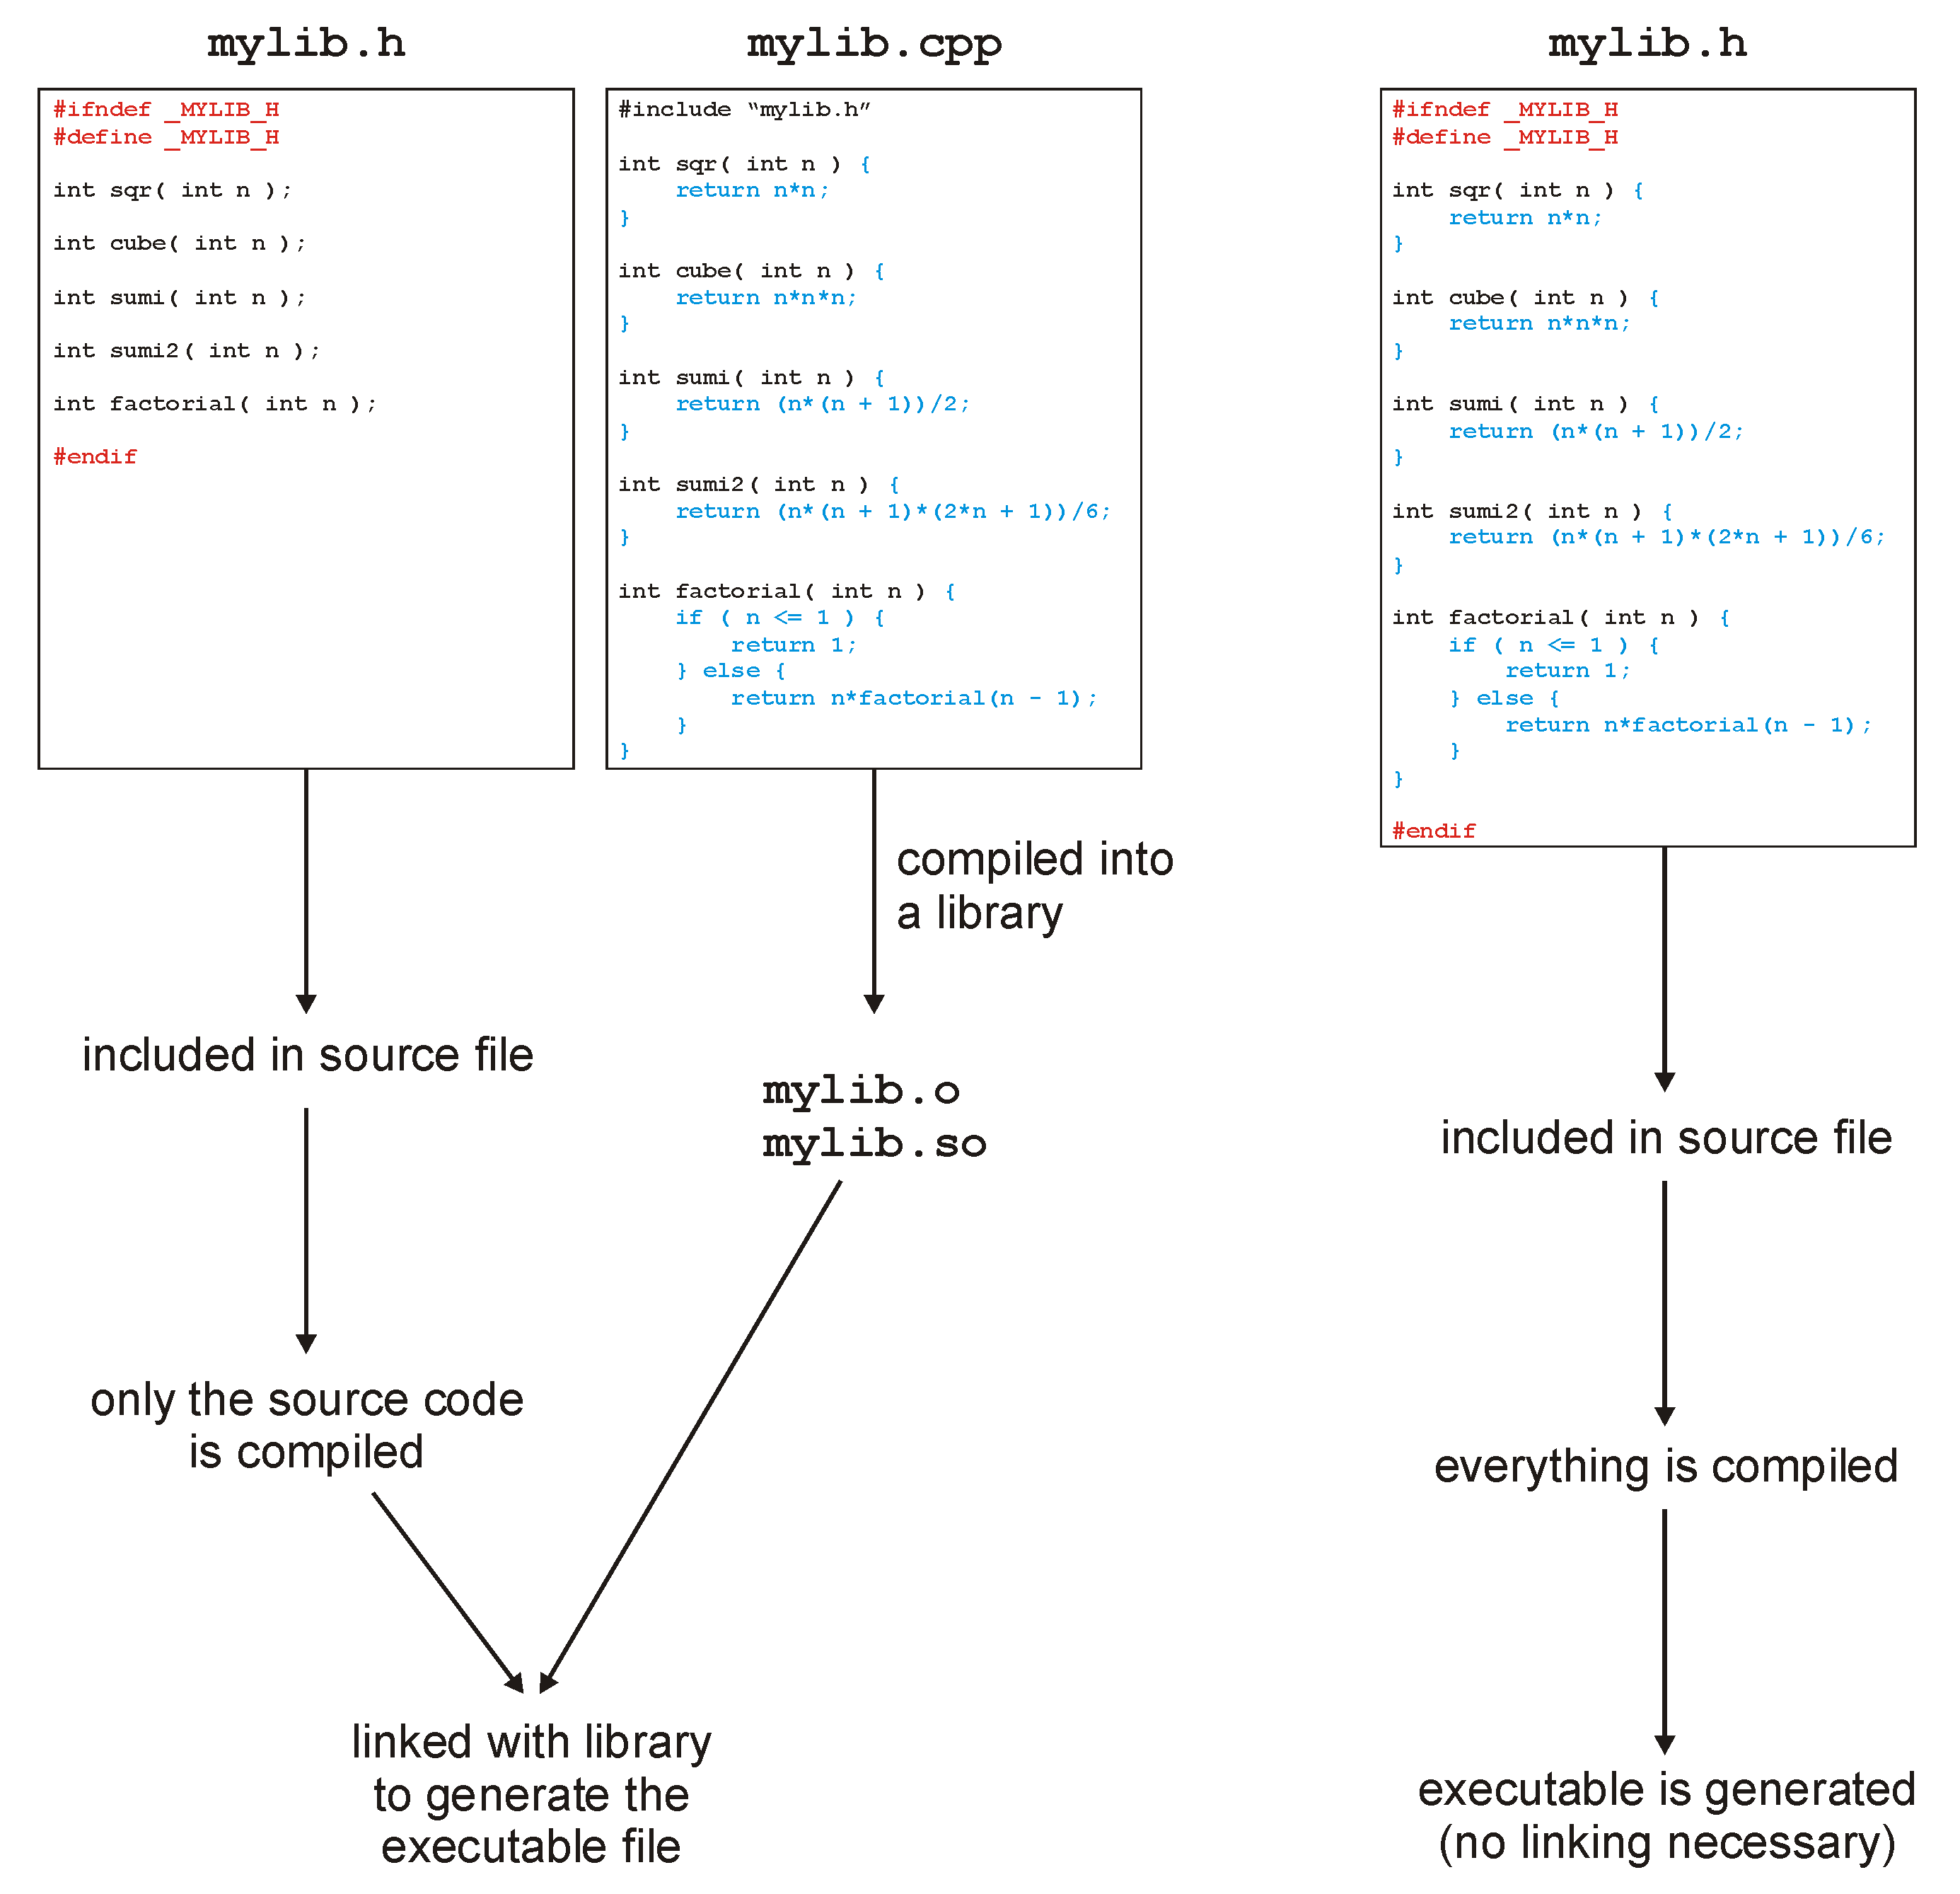 mylib.h
#ifndef _MYLIB_H
#define _MYLIB_H
int sqr( int n );
int cube( int n );
int sumi( int n );
int sumi2( int n );
int factorial( int n );
#endif
included in source file
only the source code
is compiled
mylib.cpp
#include “mylib.h”
int sqr( int n ) {
    return n*n;
}
int cube( int n ) {
    return n*n*n;
}
int sumi( int n ) {
    return (n*(n + 1))/2;
}
int sumi2( int n ) {
    return (n*(n + 1)*(2*n + 1))/6;
}
int factorial( int n ) {
    if ( n <= 1 ) {
        return 1;
    } else {
        return n*factorial(n - 1);
    }
}
compiled into
a library
mylib.o
mylib.so
linked with library
to generate the
executable file
mylib.h
#ifndef _MYLIB_H
#define _MYLIB_H
int sqr( int n ) {
    return n*n;
}
int cube( int n ) {
    return n*n*n;
}
int sumi( int n ) {
    return (n*(n + 1))/2;
}
int sumi2( int n ) {
    return (n*(n + 1)*(2*n + 1))/6;
}
int factorial( int n ) {
    if ( n <= 1 ) {
        return 1;
    } else {
        return n*factorial(n - 1);
    }
}
#endif
included in source file
everything is compiled
executable is generated
(no linking necessary)